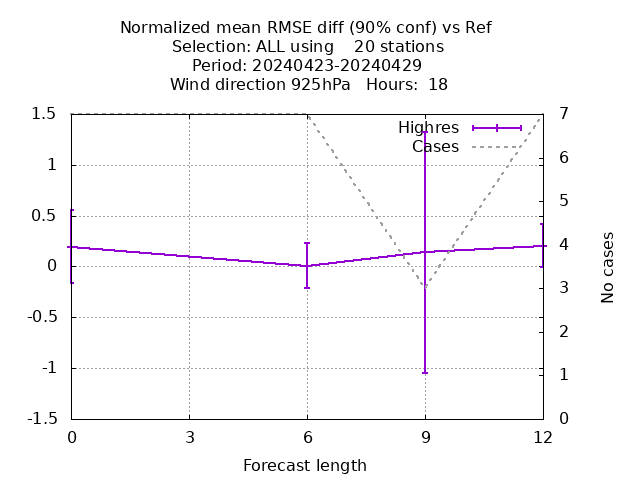 Normalized mean RMSE diff (90% conf) vs Ref
Selection: ALL using    20 stations
Period: 20240423-20240429
Wind direction 925hPa   Hours:  18
1.5
1
0.5
0
-0.5
-1
-1.5
7
6
5
4
3
2
1
0
Highres
Cases
No cases
0 3 6 9 12
Forecast length